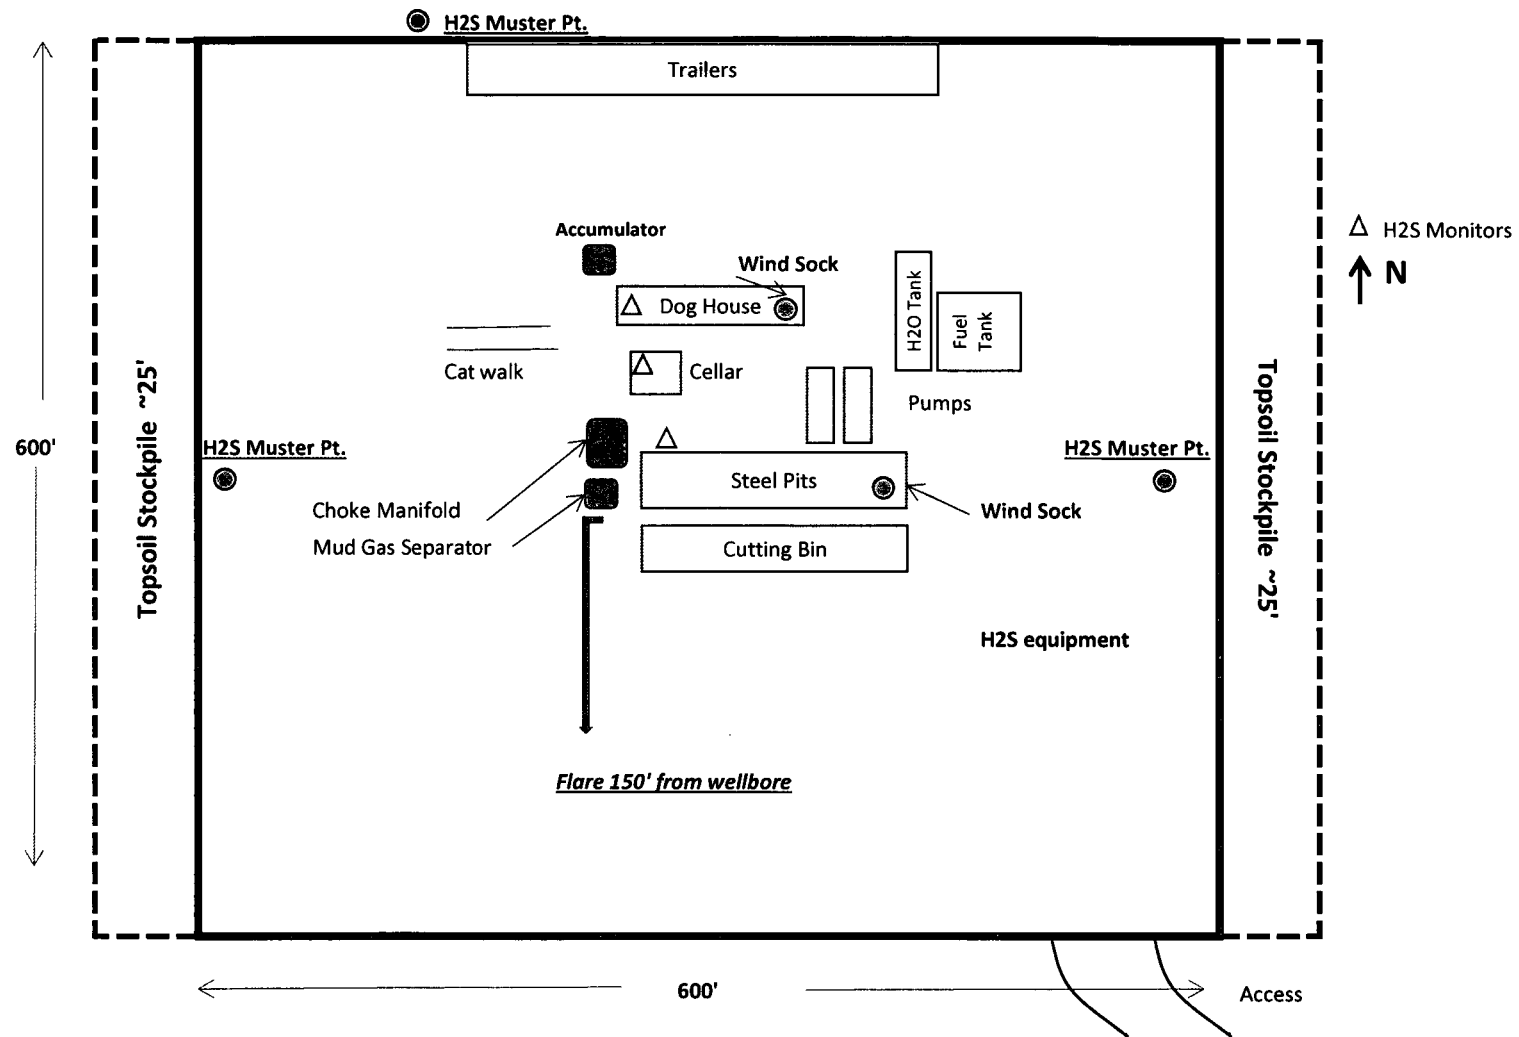 H2S Muster Pt.
Trailers
Accumulator
Wind Sock
H2S Monitors
N
Dog House
H2O Tank
Fuel
Tank
Cat walk
Cellar
Pumps
600'
Topsoil Stockpile ~25'
H2S Muster Pt.
H2S Muster Pt.
Topsoil Stockpile ~25'
Steel Pits
Choke Manifold
Wind Sock
Mud Gas Separator
Cutting Bin
H2S equipment
Flare 150' from wellbore
600'
Access